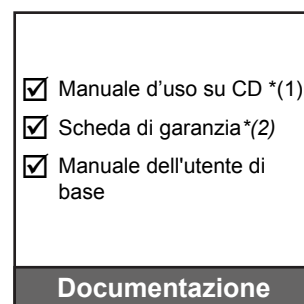 Manuale d’uso su CD *(1)
Scheda di garanzia*(2)
Manuale dell'utente di
base
Documentazione